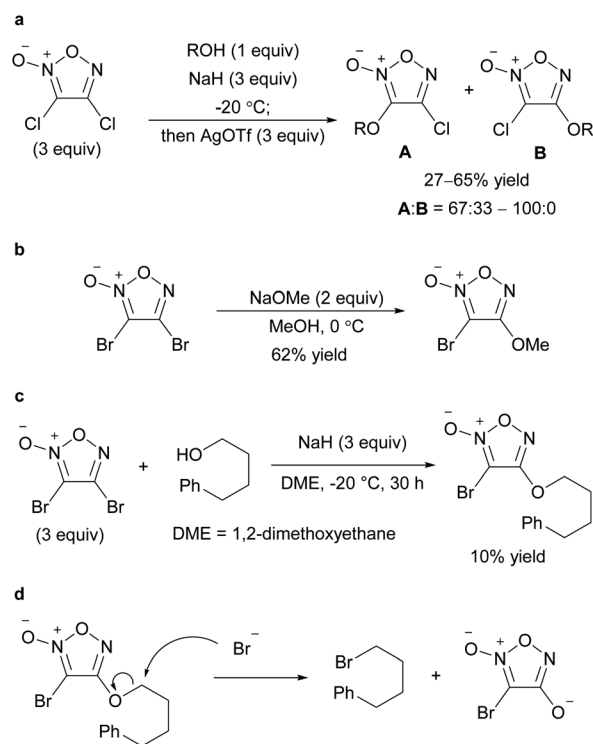 a
ROH (1 equiv)
NaH (3 equiv)
-20 °C;
then AgOTf (3 equiv)
O⁻ N⁺ O N
Cl Cl
(3 equiv)
O⁻ N⁺ O N
RO Cl
A
+
O⁻ N⁺ O N
Cl OR
B
27–65% yield
A:B = 67:33 – 100:0
b
O⁻ N⁺ O N
Br Br
NaOMe (2 equiv)
MeOH, 0 °C
62% yield
O⁻ N⁺ O N
Br OMe
c
O⁻ N⁺ O N
Br Br
(3 equiv)
+
HO
Ph
NaH (3 equiv)
DME, -20 °C, 30 h
DME = 1,2-dimethoxyethane
O⁻ N⁺ O N
Br O
Ph
10% yield
d
O⁻ N⁺ O N
Br O
Ph
Br⁻
Br
Ph
+
O⁻ N⁺ O N
Br O⁻